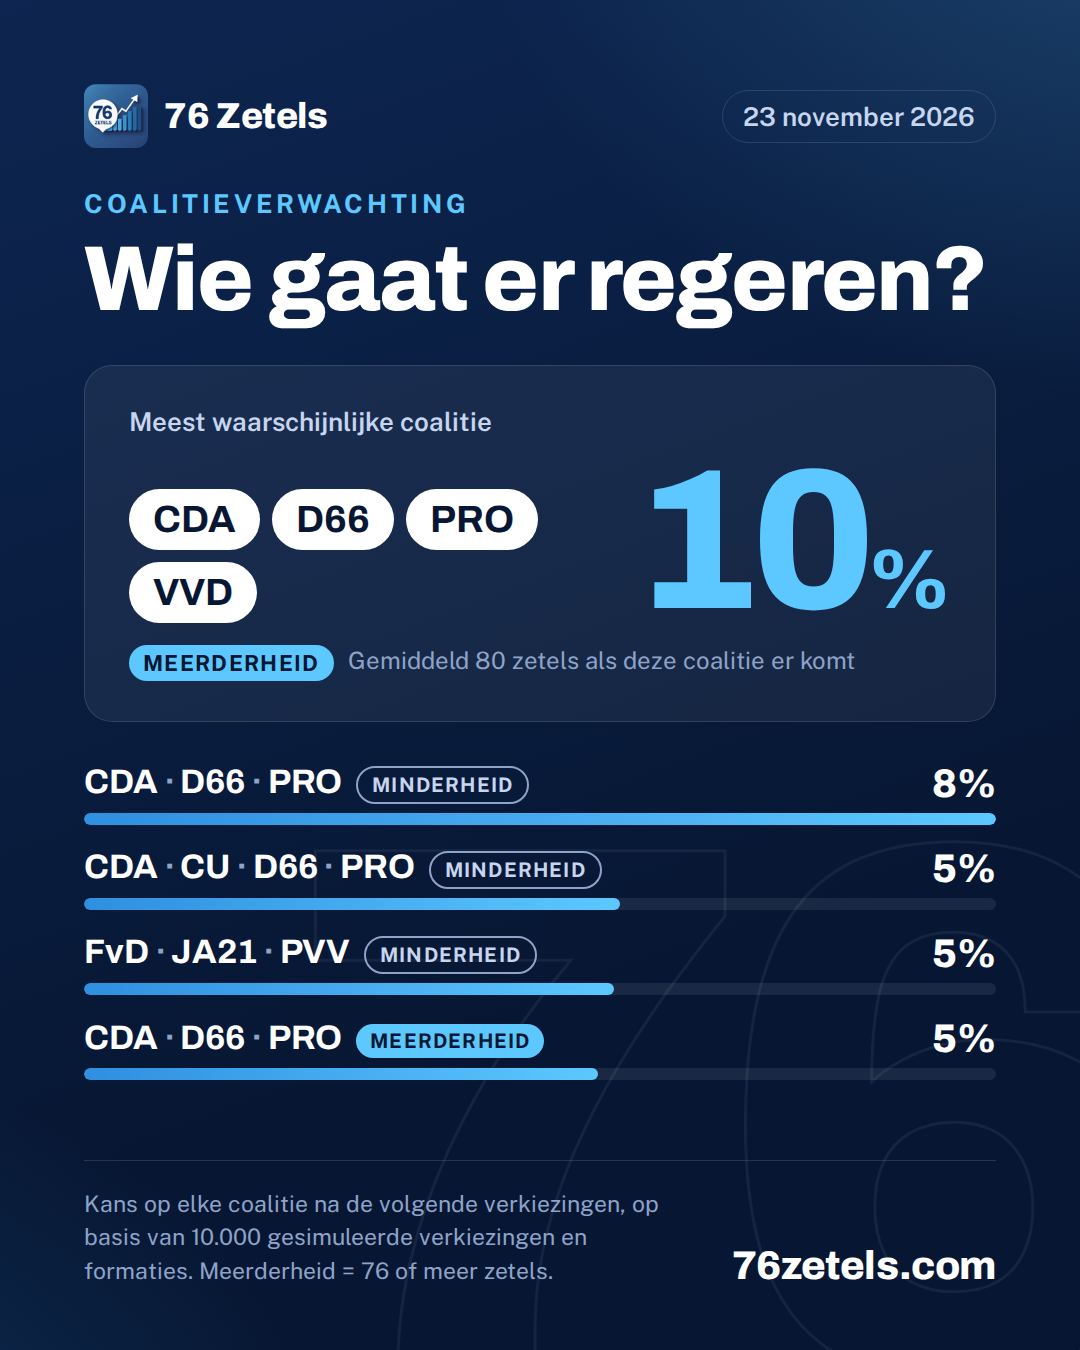 76 ZETELS
76 Zetels
23 november 2026
COALITIEVERWACHTING
Wie gaat er regeren?
Meest waarschijnlijke coalitie
CDA D66 PRO
VVD
10%
MEERDERHEID Gemiddeld 80 zetels als deze coalitie er komt
CDA · D66 · PRO MINDERHEID 8%
CDA · CU · D66 · PRO MINDERHEID 5%
FvD · JA21 · PVV MINDERHEID 5%
CDA · D66 · PRO MEERDERHEID 5%
76
Kans op elke coalitie na de volgende verkiezingen, op
basis van 10.000 gesimuleerde verkiezingen en
formaties. Meerderheid = 76 of meer zetels.
76zetels.com